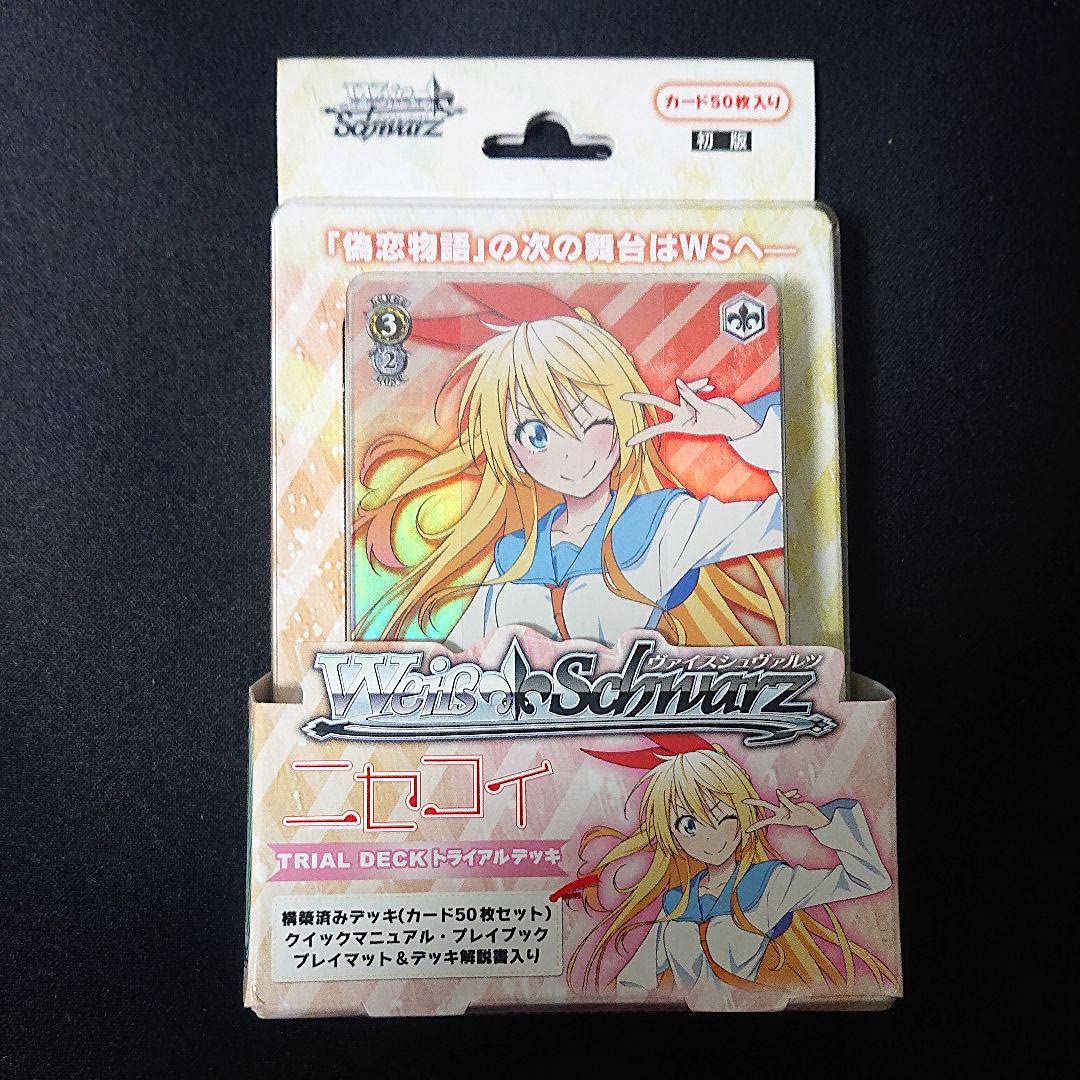 Weiß Schwarz
カード50枚入り
初版
「偽恋物語」の次の舞台はWSへ―
LEVEL
3
2
COST
ヴァイスシュヴァルツ
Weiß Schwarz
ニセコイ
TRIAL DECK トライアルデッキ
構築済みデッキ(カード50枚セット)
クイックマニュアル・プレイブック
プレイマット&デッキ解説書入り